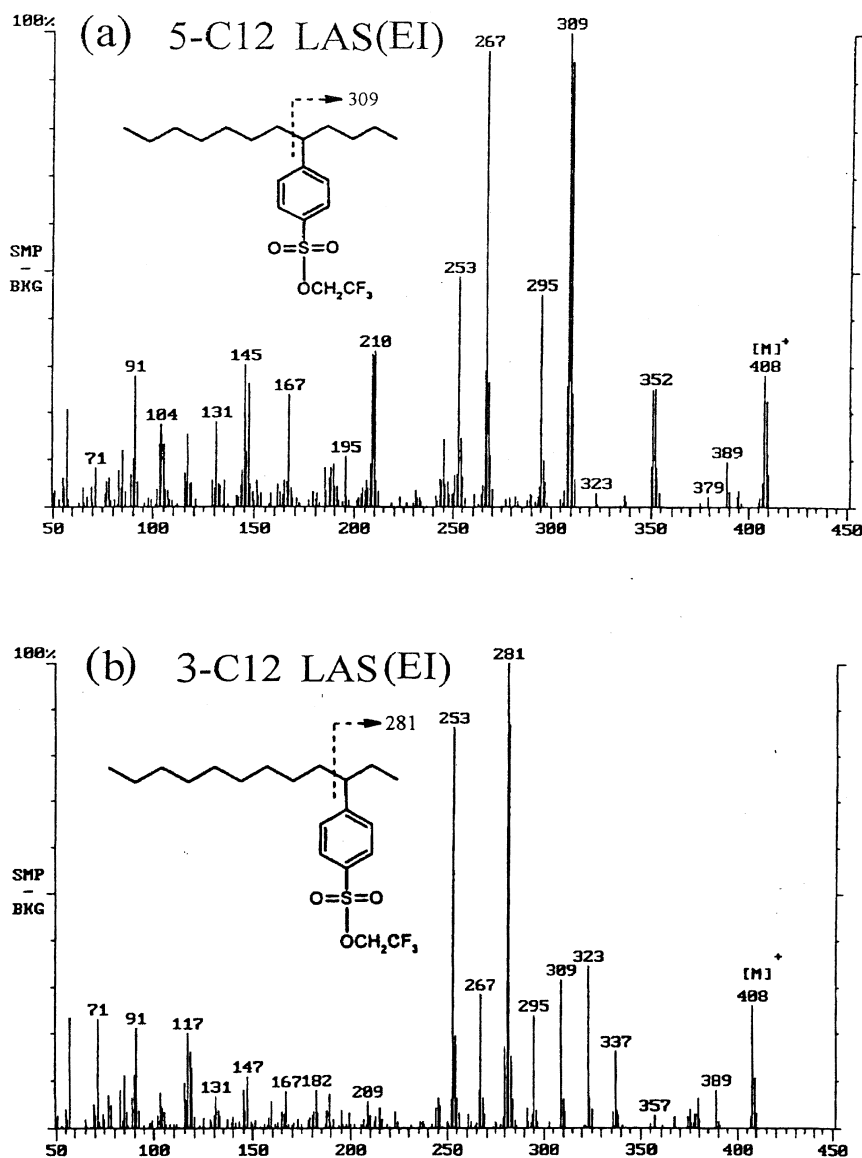 100%
(a) 5-C12 LAS(EI)
309
267
309
O=S=O
OCH₂CF₃
SMP
–
BKG
253
295
210
[M]⁺
408
352
145
91
167
104
131
71
195
389
323
379
50 100 150 200 250 300 350 400 450
100%
(b) 3-C12 LAS(EI)
281
281
253
O=S=O
OCH₂CF₃
SMP
–
BKG
[M]⁺
408
323
309
267
295
337
71
91
117
147
131
167
182
209
357
389
50 100 150 200 250 300 350 400 450